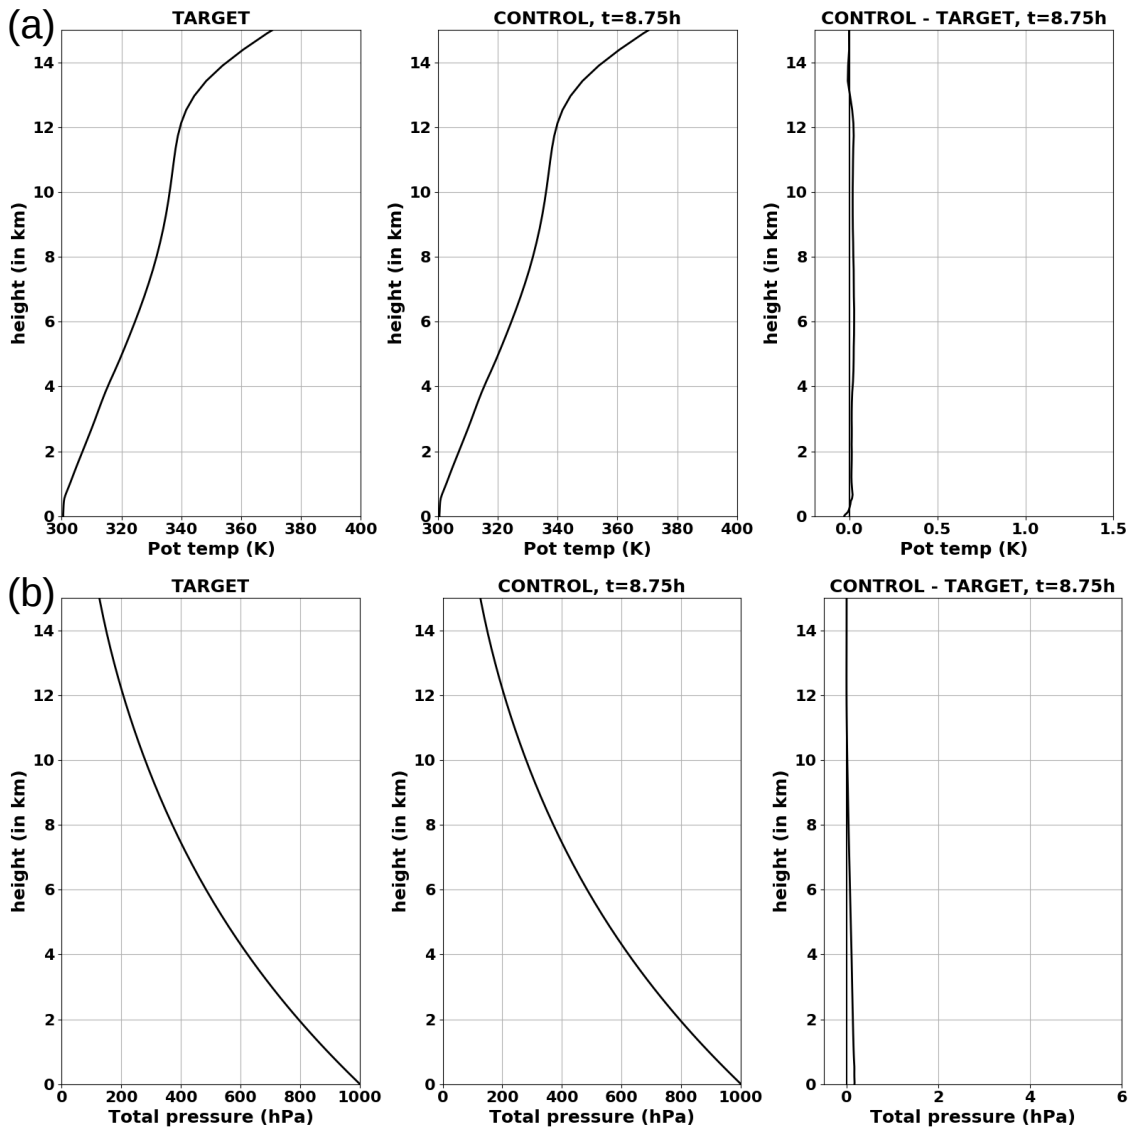 (a)
TARGET
CONTROL, t=8.75h
CONTROL - TARGET, t=8.75h
height (in km)
14
12
10
8
6
4
2
0
300 320 340 360 380 400
Pot temp (K)
height (in km)
14
12
10
8
6
4
2
0
300 320 340 360 380 400
Pot temp (K)
height (in km)
14
12
10
8
6
4
2
0
0.0 0.5 1.0 1.5
Pot temp (K)
(b)
TARGET
CONTROL, t=8.75h
CONTROL - TARGET, t=8.75h
height (in km)
14
12
10
8
6
4
2
0
0 200 400 600 800 1000
Total pressure (hPa)
height (in km)
14
12
10
8
6
4
2
0
0 200 400 600 800 1000
Total pressure (hPa)
height (in km)
14
12
10
8
6
4
2
0
0 2 4 6
Total pressure (hPa)